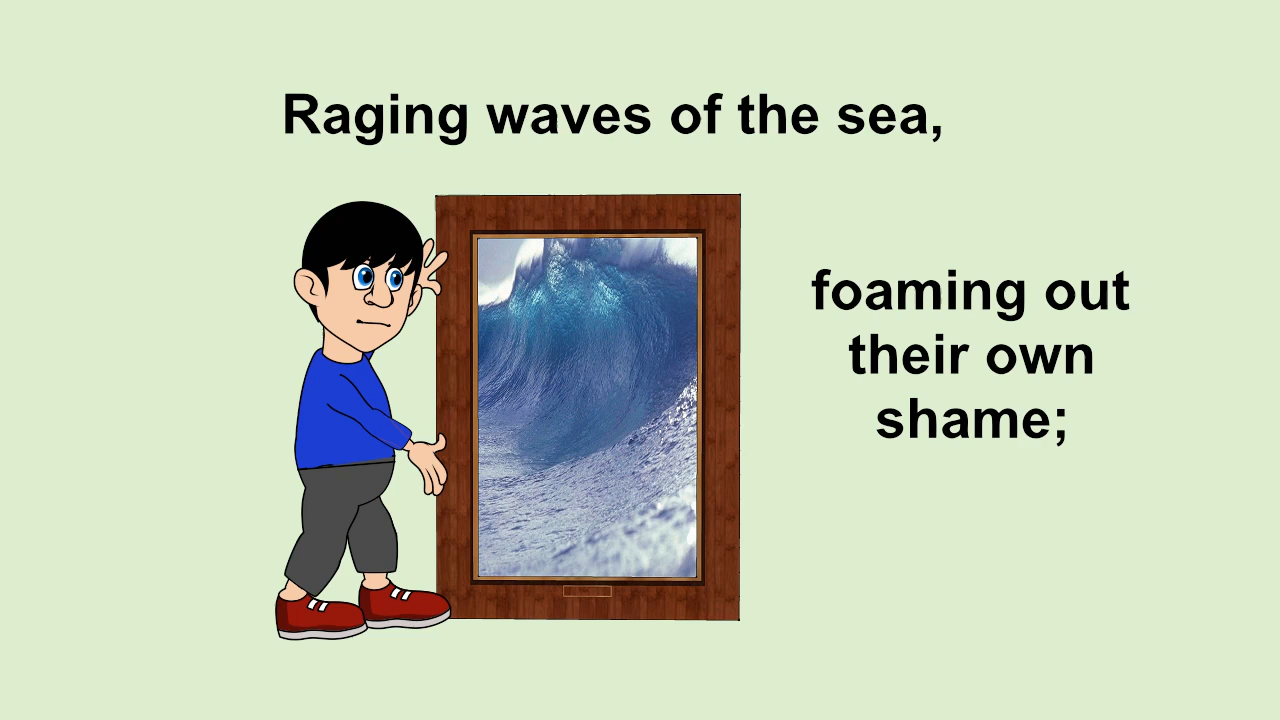 Raging waves of the sea,
foaming out
their own
shame;